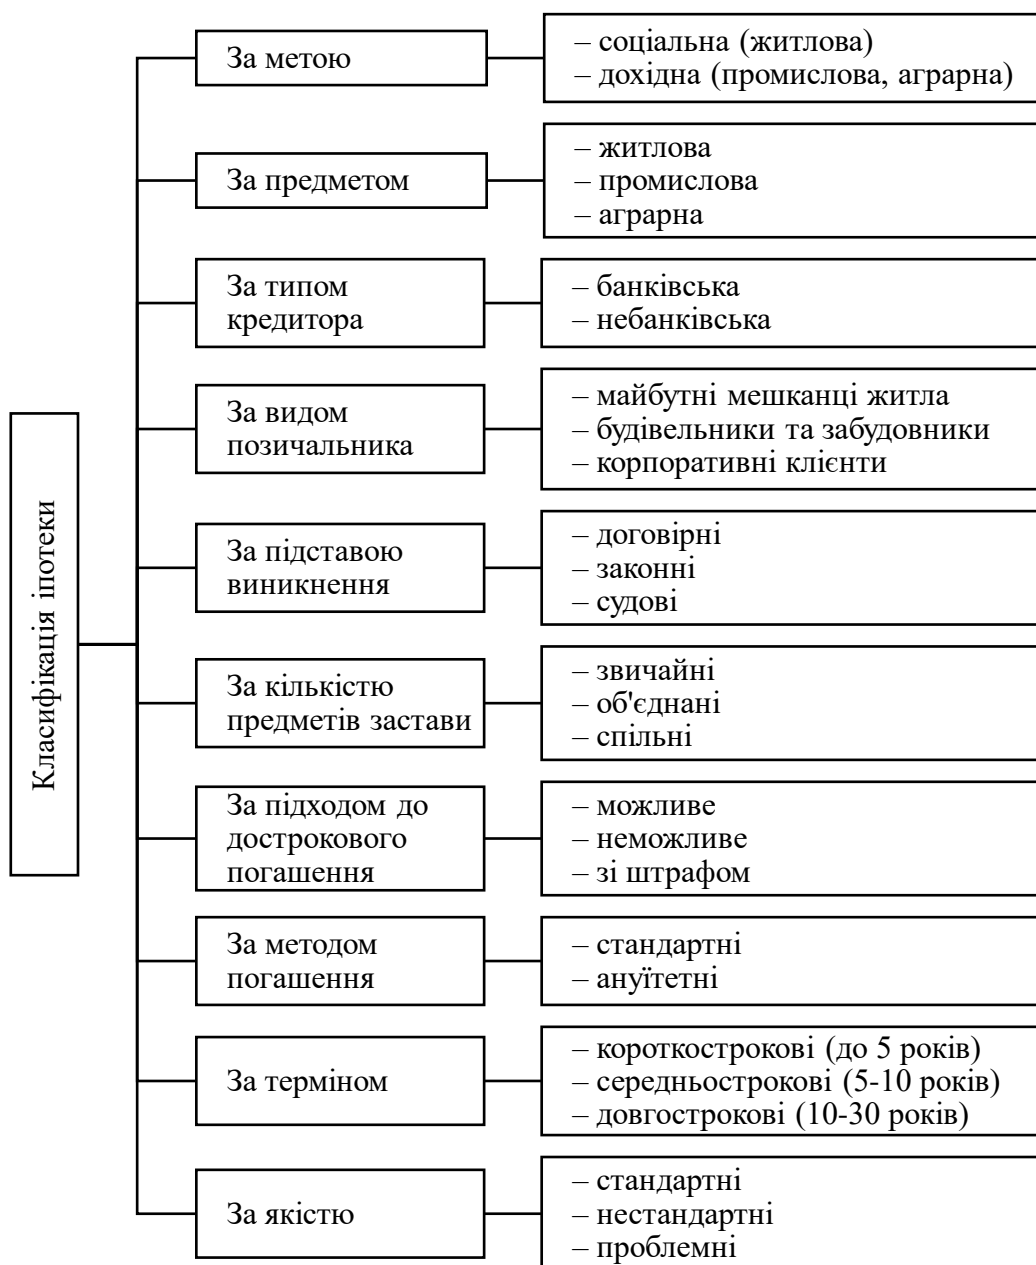 Класифікація іпотеки
За метою
– соціальна (житлова)
– дохідна (промислова, аграрна)
За предметом
– житлова
– промислова
– аграрна
За типом
кредитора
– банківська
– небанківська
За видом
позичальника
– майбутні мешканці житла
– будівельники та забудовники
– корпоративні клієнти
За підставою
виникнення
– договірні
– законні
– судові
За кількістю
предметів застави
– звичайні
– об'єднані
– спільні
За підходом до
дострокового
погашення
– можливе
– неможливе
– зі штрафом
За методом
погашення
– стандартні
– ануїтетні
За терміном
– короткострокові (до 5 років)
– середньострокові (5-10 років)
– довгострокові (10-30 років)
За якістю
– стандартні
– нестандартні
– проблемні